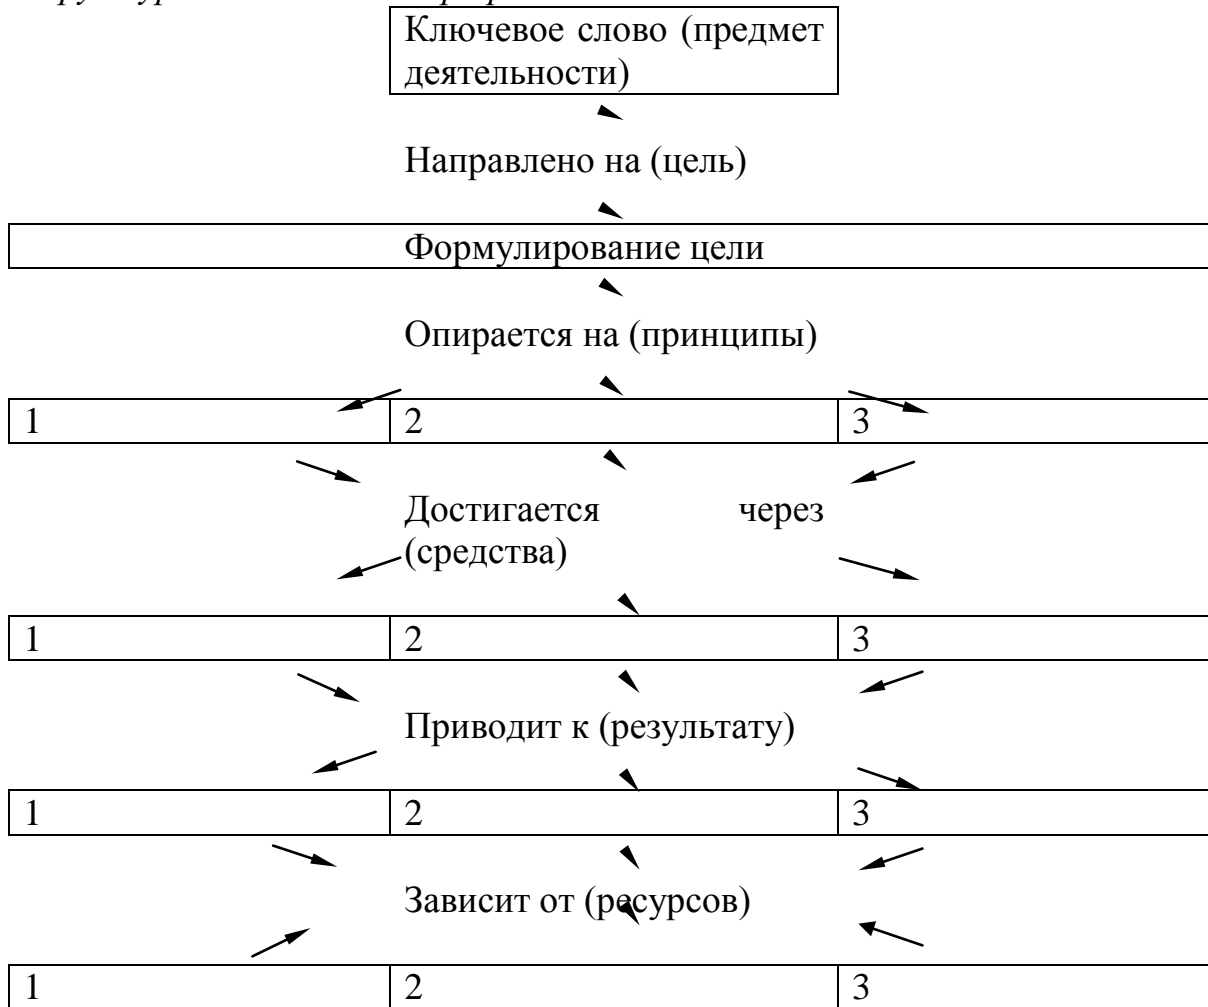 Ключевое слово (предмет
деятельности)
Направлено на (цель)
Формулирование цели
Опирается на (принципы)
1 2 3
Достигается через
(средства)
1 2 3
Приводит к (результату)
1 2 3
Зависит от (ресурсов)
1 2 3